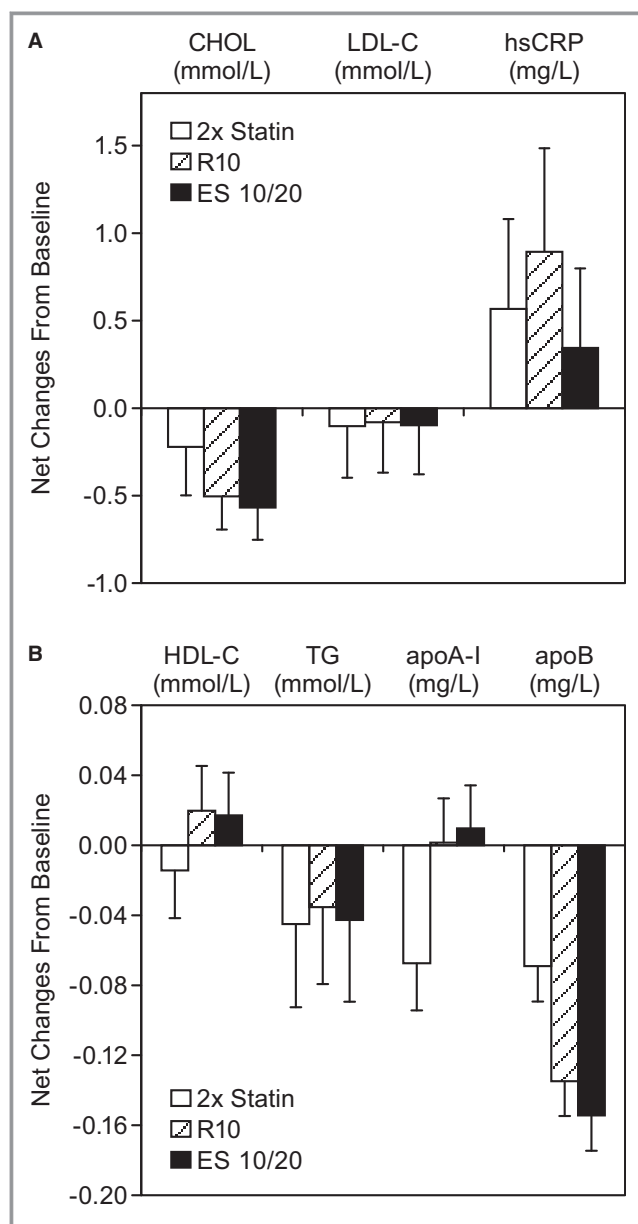 A
CHOL LDL-C hsCRP
(mmol/L) (mmol/L) (mg/L)
2x Statin
R10
ES 10/20
Net Changes From Baseline
1.5
1.0
0.5
0.0
-0.5
-1.0
B
HDL-C TG apoA-I apoB
(mmol/L) (mmol/L) (mg/L) (mg/L)
Net Changes From Baseline
0.08
0.04
0.00
-0.04
-0.08
-0.12
-0.16
-0.20
2x Statin
R10
ES 10/20